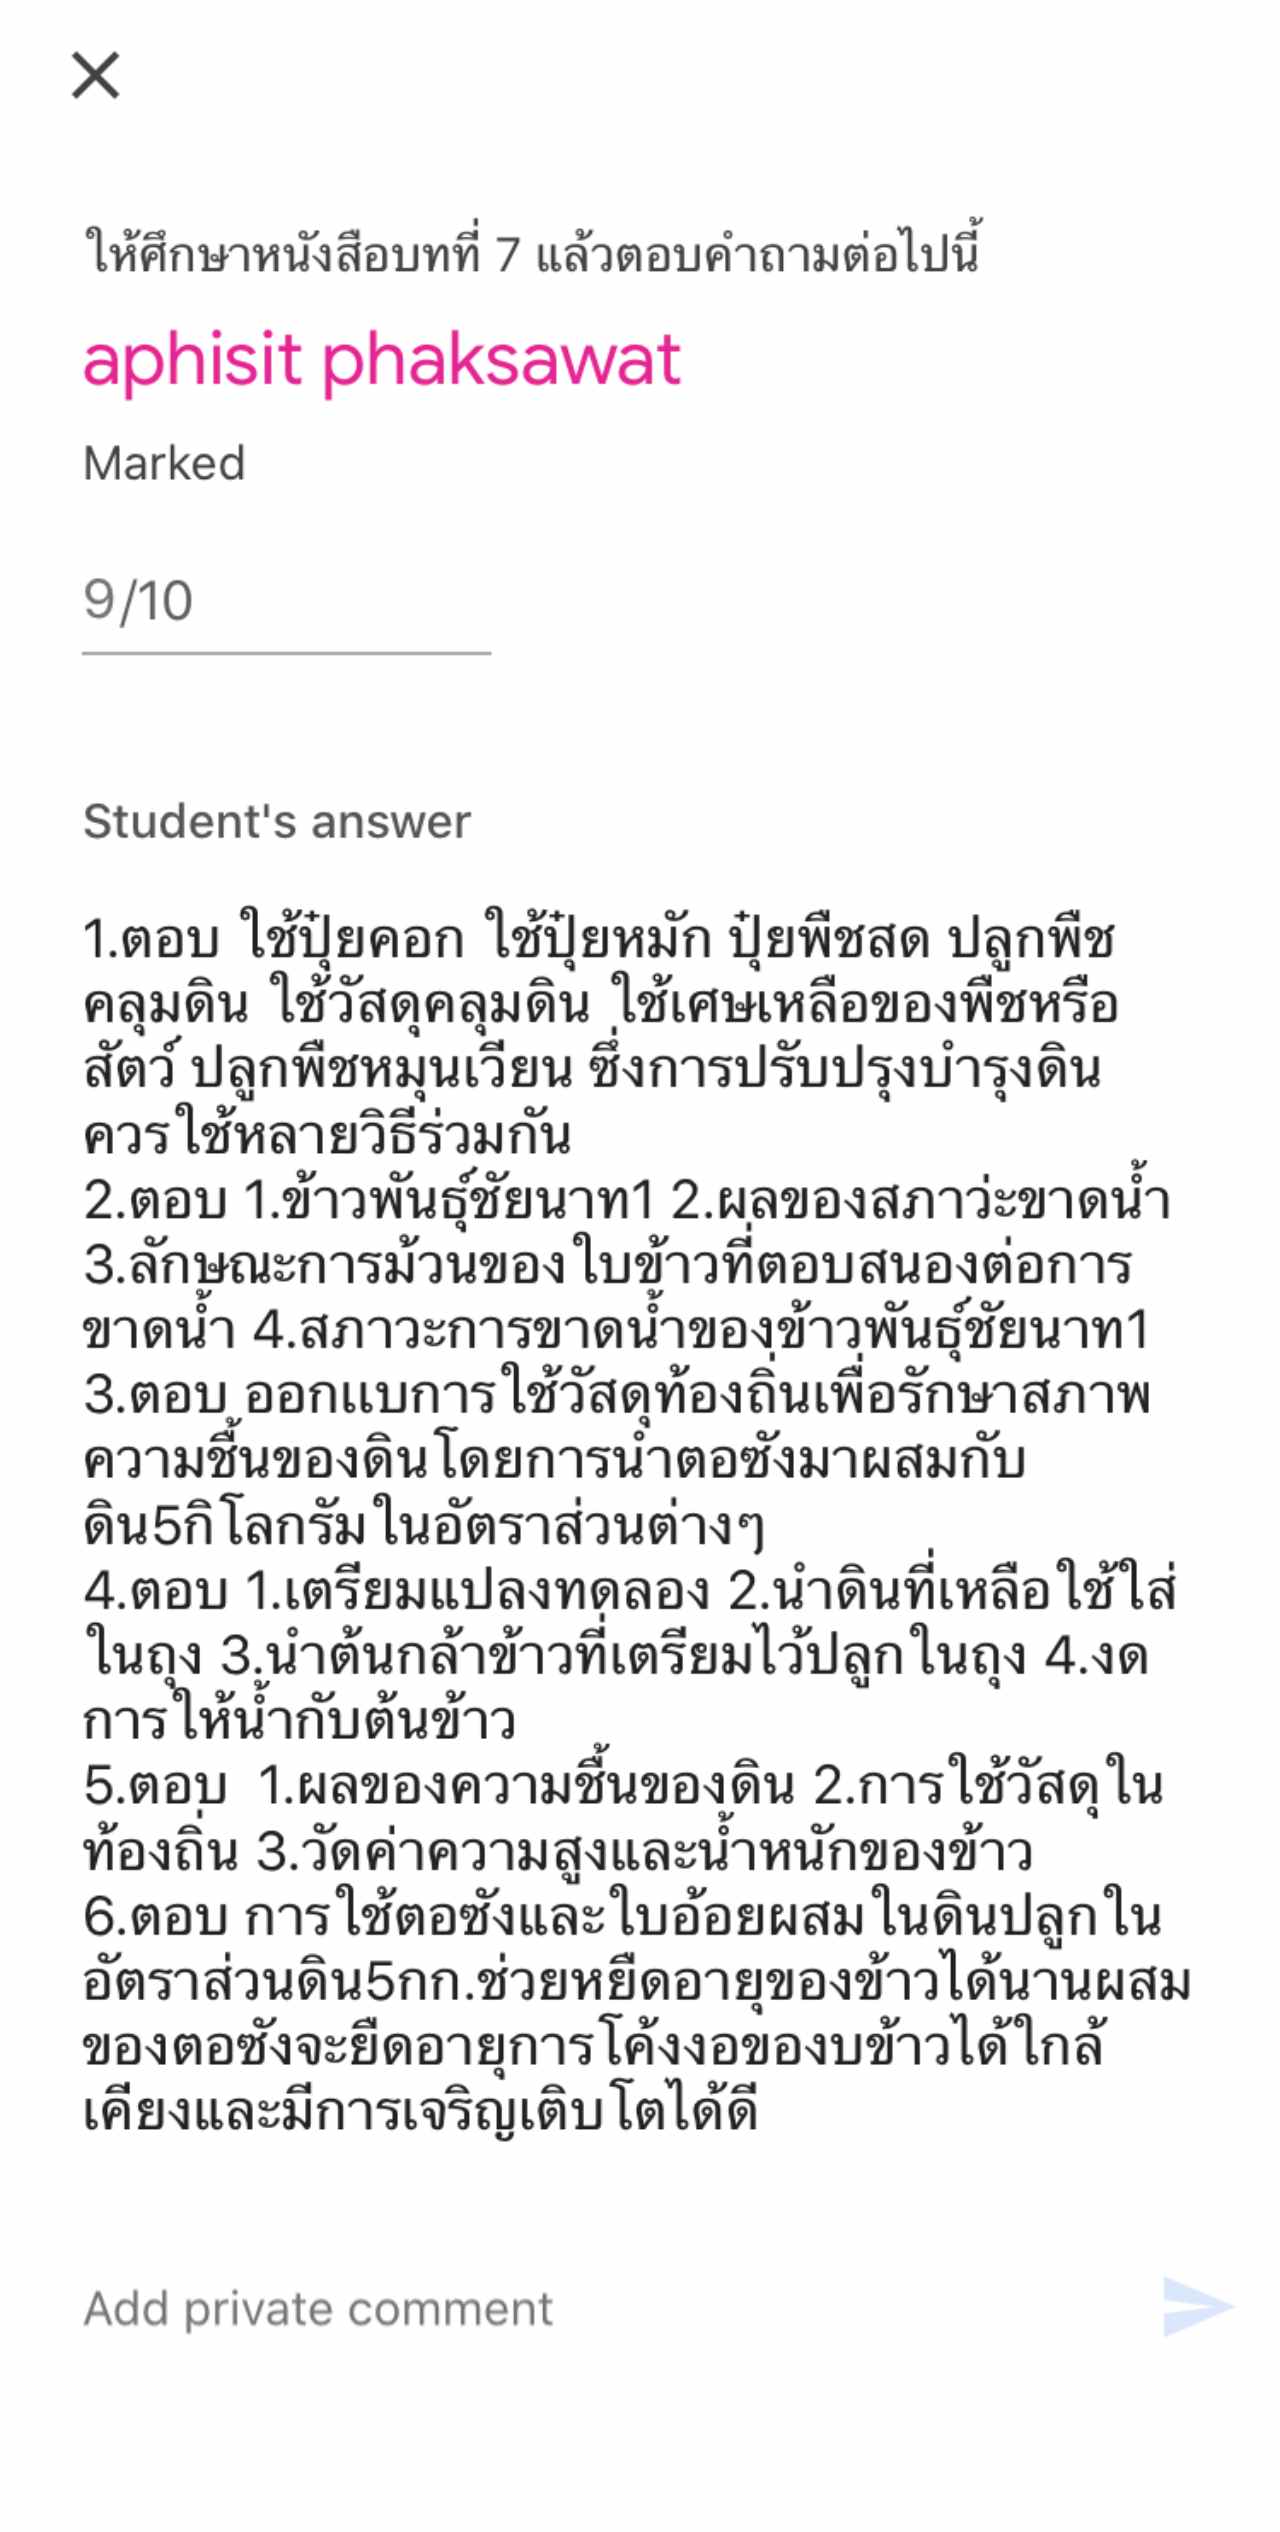 ให้ศึกษาหนังสือบทที่ 7 แล้วตอบคำถามต่อไปนี้
aphisit phaksawat
Marked
9/10
Student's answer
1.ตอบ ใช้ปุ๋ยคอก ใช้ปุ๋ยหมัก ปุ๋ยพืชสด ปลูกพืช
คลุมดิน ใช้วัสดุคลุมดิน ใช้เศษเหลือของพืชหรือ
สัตว์ ปลูกพืชหมุนเวียน ซึ่งการปรับปรุงบำรุงดิน
ควรใช้หลายวิธีร่วมกัน
2.ตอบ 1.ข้าวพันธุ์ชัยนาท1 2.ผลของสภาว่ะขาดน้ำ
3.ลักษณะการม้วนของใบข้าวที่ตอบสนองต่อการ
ขาดน้ำ 4.สภาวะการขาดน้ำของข้าวพันธุ์ชัยนาท1
3.ตอบ ออกแบบการใช้วัสดุท้องถิ่นเพื่อรักษาสภาพ
ความชื้นของดินโดยการนำตอซังมาผสมกับ
ดิน5กิโลกรัมในอัตราส่วนต่างๆ
4.ตอบ 1.เตรียมแปลงทดลอง 2.นำดินที่เหลือใช้ใส่
ในถุง 3.นำต้นกล้าข้าวที่เตรียมไว้ปลูกในถุง 4.งด
การให้น้ำกับต้นข้าว
5.ตอบ 1.ผลของความชื้นของดิน 2.การใช้วัสดุใน
ท้องถิ่น 3.วัดค่าความสูงและน้ำหนักของข้าว
6.ตอบ การใช้ตอซังและใบอ้อยผสมในดินปลูกใน
อัตราส่วนดิน5กก.ช่วยหยืดอายุของข้าวได้นานผสม
ของตอซังจะยืดอายุการโค้งงอของบข้าวได้ใกล้
เคียงและมีการเจริญเติบโตได้ดี
Add private comment